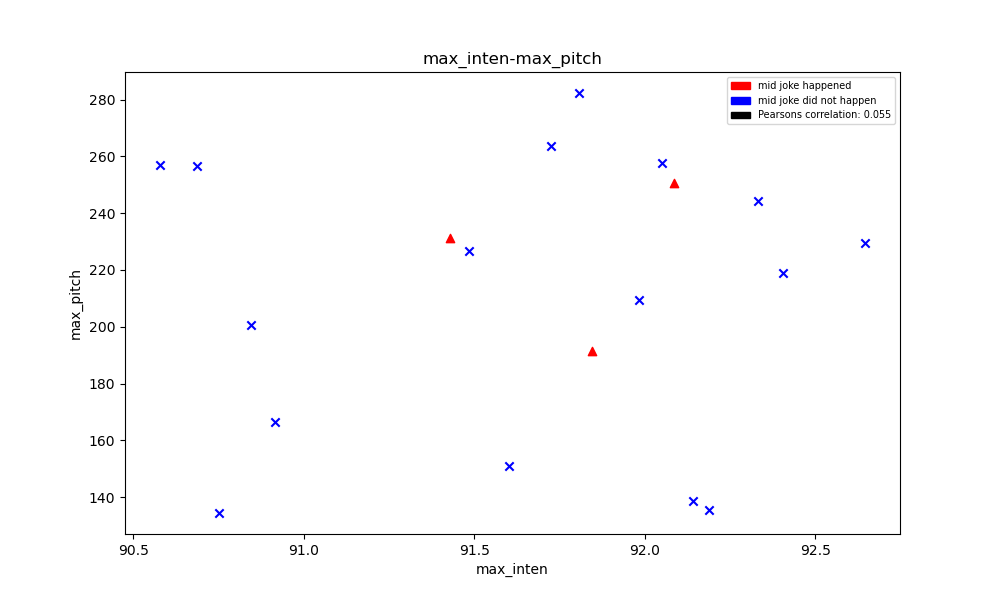 max_inten-max_pitch
mid joke happened
mid joke did not happen
Pearsons correlation: 0.055
max_pitch
280
260
240
220
200
180
160
140
90.5 91.0 91.5 92.0 92.5
max_inten